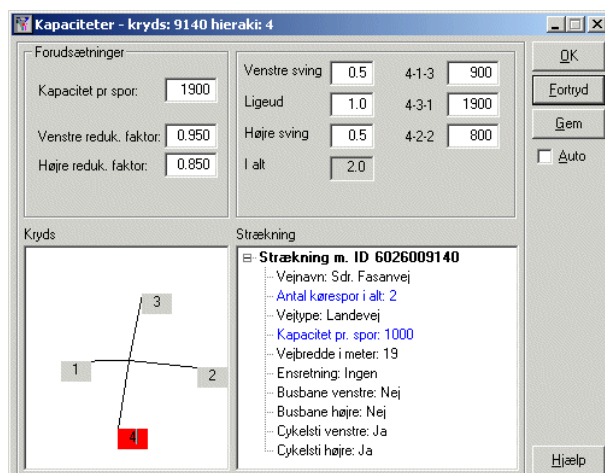 Kapaciteter - kryds: 9140 hieraki: 4
Forudsætninger
Kapacitet pr spor: 1900
Venstre reduk. faktor: 0.950
Højre reduk. faktor: 0.850
Venstre sving 0.5 4-1-3 900
Ligeud 1.0 4-3-1 1900
Højre sving 0.5 4-2-2 800
I alt 2.0
OK
Fortryd
Gem
Auto
Kryds
3
1
2
4
Strækning
Strækning m. ID 6026009140
Vejnavn: Sdr. Fasanvej
Antal kørespor i alt: 2
Vejtype: Landevej
Kapacitet pr. spor: 1000
Vejbredde i meter: 19
Ensretning: Ingen
Busbane venstre: Nej
Busbane højre: Nej
Cykelsti venstre: Ja
Cykelsti højre: Ja
Hjælp